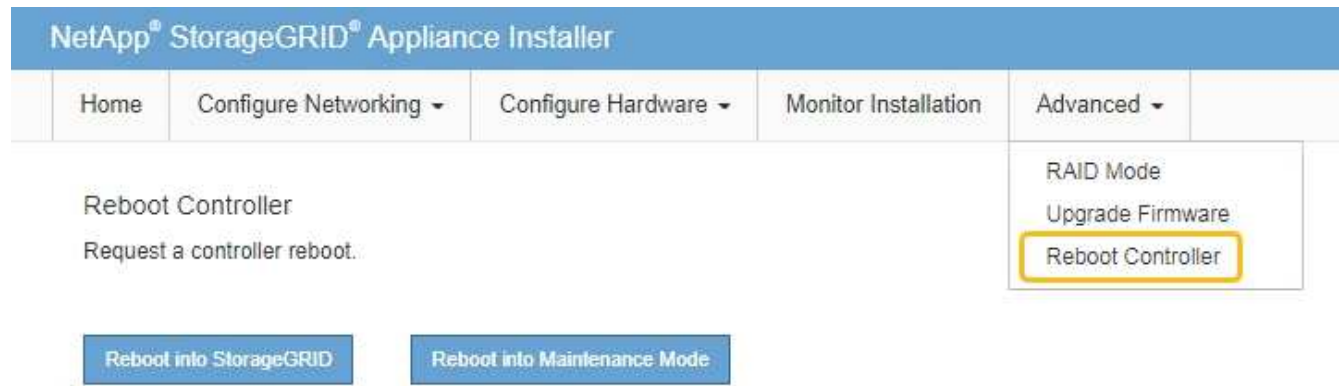 NetApp® StorageGRID® Appliance Installer
Home Configure Networking Configure Hardware Monitor Installation Advanced
RAID Mode
Upgrade Firmware
Reboot Controller
Reboot Controller
Request a controller reboot.
Reboot into StorageGRID Reboot into Maintenance Mode